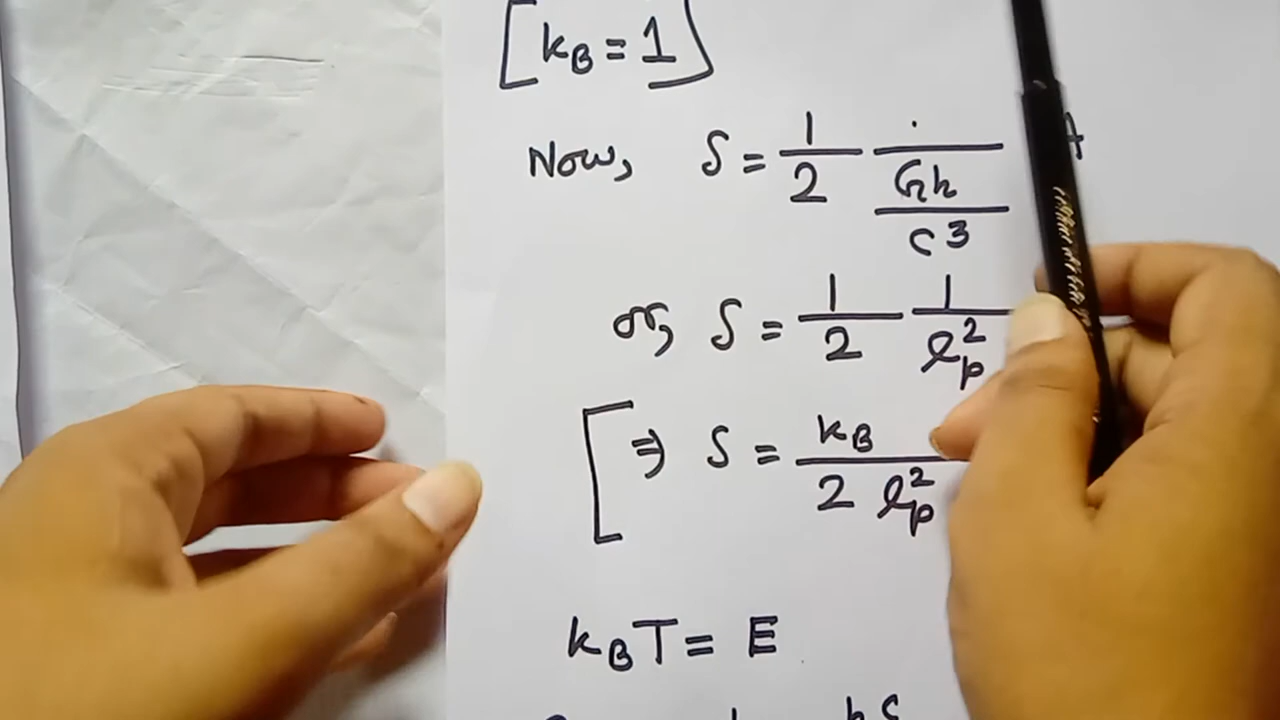 [k_B = 1]
Now, S = 1/2 · 1/(Għ/c³) A
or, S = 1/2 1/l_p²
[⇒ S = k_B / 2 l_p²
k_B T = E